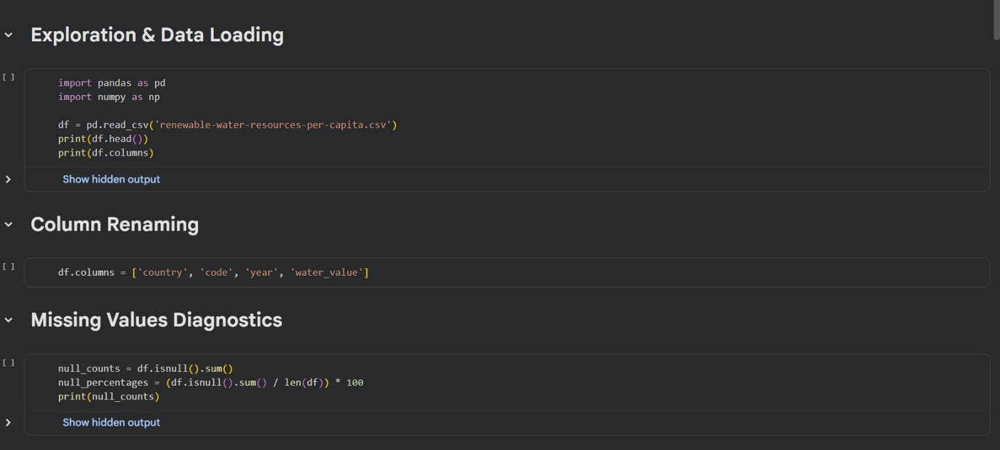 Exploration & Data Loading
[ ]
import pandas as pd
import numpy as np
df = pd.read_csv('renewable-water-resources-per-capita.csv')
print(df.head())
print(df.columns)
Show hidden output
Column Renaming
[ ]
df.columns = ['country', 'code', 'year', 'water_value']
Missing Values Diagnostics
[ ]
null_counts = df.isnull().sum()
null_percentages = (df.isnull().sum() / len(df)) * 100
print(null_counts)
Show hidden output